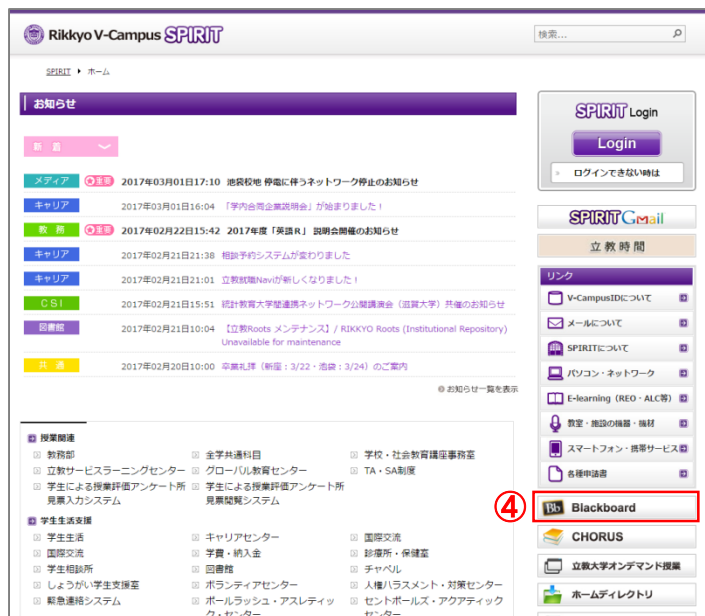 Rikkyo V-Campus SPIRIT
検索...
SPIRIT ▶ ホーム
お知らせ
新 着
メディア 重要 2017年03月01日17:10 池袋校地 停電に伴うネットワーク停止のお知らせ
キャリア 2017年03月01日16:04 「学内合同企業説明会」が始まりました！
教 務 重要 2017年02月22日15:42 2017年度「英語Ｒ」 説明会開催のお知らせ
キャリア 2017年02月21日21:38 相談予約システムが変わりました
キャリア 2017年02月21日21:01 立教就職Naviが新しくなりました！
ＣＳＩ 2017年02月21日15:51 統計教育大学間連携ネットワーク公開講演会（滋賀大学）共催のお知らせ
図書館 2017年02月21日10:04 【立教Roots メンテナンス】/ RIKKYO Roots (Institutional Repository)
Unavailable for maintenance
共 通 2017年02月20日10:00 卒業礼拝（新座：3/22・池袋：3/24）のご案内
お知らせ一覧を表示
授業関連
教務部 全学共通科目 学校・社会教育講座事務室
立教サービスラーニングセンター グローバル教育センター TA・SA制度
学生による授業評価アンケート所 学生による授業評価アンケート所
見票入力システム 見票閲覧システム
学生生活支援
学生生活 キャリアセンター 国際交流
国際交流 学費・納入金 診療所・保健室
学生相談所 図書館 チャペル
しょうがい学生支援室 ボランティアセンター 人権ハラスメント・対策センター
緊急連絡システム ポールラッシュ・アスレティッ セントポールズ・アクアティック
ク・センター センター
SPIRIT Login
Login
ログインできない時は
SPIRIT Gmail
立教時間
リンク
V-CampusIDについて
メールについて
SPIRITについて
パソコン・ネットワーク
E-learning（REO・ALC等）
教室・施設の機器・機材
スマートフォン・携帯サービス
各種申請書
④ Bb Blackboard
CHORUS
立教大学オンデマンド授業
ホームディレクトリ